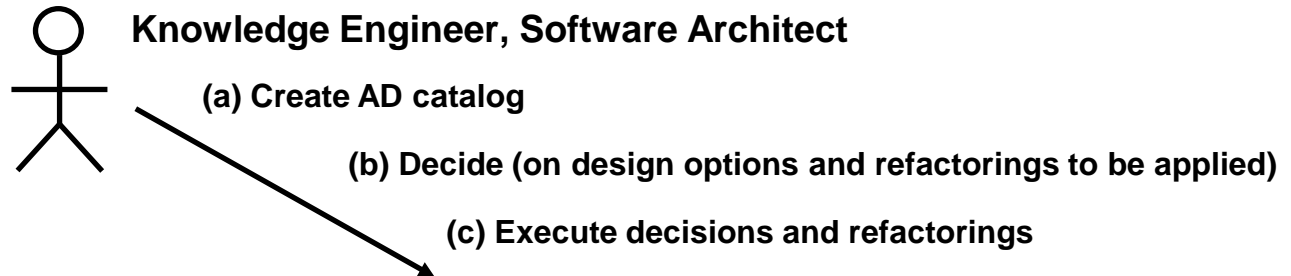 Knowledge Engineer, Software Architect
(a) Create AD catalog
(b) Decide (on design options and refactorings to be applied)
(c) Execute decisions and refactorings